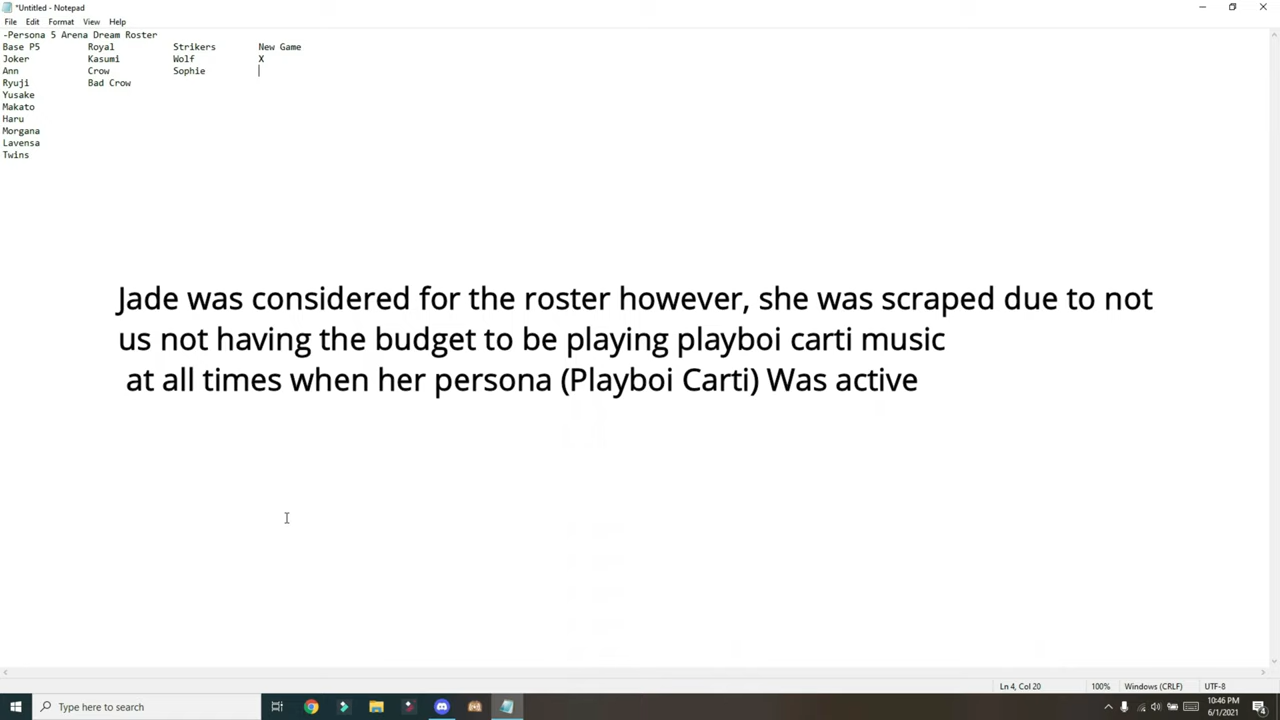 *Untitled - Notepad
File Edit Format View Help
-Persona 5 Arena Dream Roster
Base P5 Royal Strikers New Game
Joker Kasumi Wolf X
Ann Crow Sophie
Ryuji Bad Crow
Yusake
Makato
Haru
Morgana
Lavensa
Twins
Jade was considered for the roster however, she was scraped due to not
us not having the budget to be playing playboi carti music
at all times when her persona (Playboi Carti) Was active
Ln 4, Col 20 100% Windows (CRLF) UTF-8
Type here to search
10:46 PM
6/1/2021
4